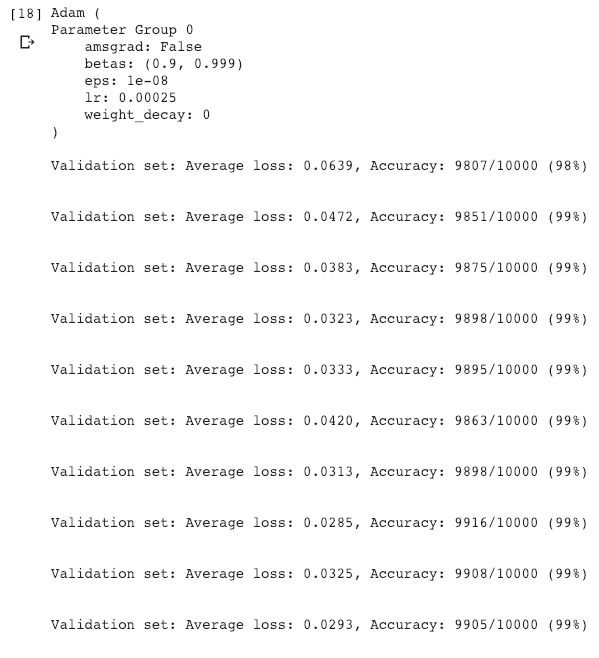 [18] Adam (
Parameter Group 0
    amsgrad: False
    betas: (0.9, 0.999)
    eps: 1e-08
    lr: 0.00025
    weight_decay: 0
)
Validation set: Average loss: 0.0639, Accuracy: 9807/10000 (98%)
Validation set: Average loss: 0.0472, Accuracy: 9851/10000 (99%)
Validation set: Average loss: 0.0383, Accuracy: 9875/10000 (99%)
Validation set: Average loss: 0.0323, Accuracy: 9898/10000 (99%)
Validation set: Average loss: 0.0333, Accuracy: 9895/10000 (99%)
Validation set: Average loss: 0.0420, Accuracy: 9863/10000 (99%)
Validation set: Average loss: 0.0313, Accuracy: 9898/10000 (99%)
Validation set: Average loss: 0.0285, Accuracy: 9916/10000 (99%)
Validation set: Average loss: 0.0325, Accuracy: 9908/10000 (99%)
Validation set: Average loss: 0.0293, Accuracy: 9905/10000 (99%)